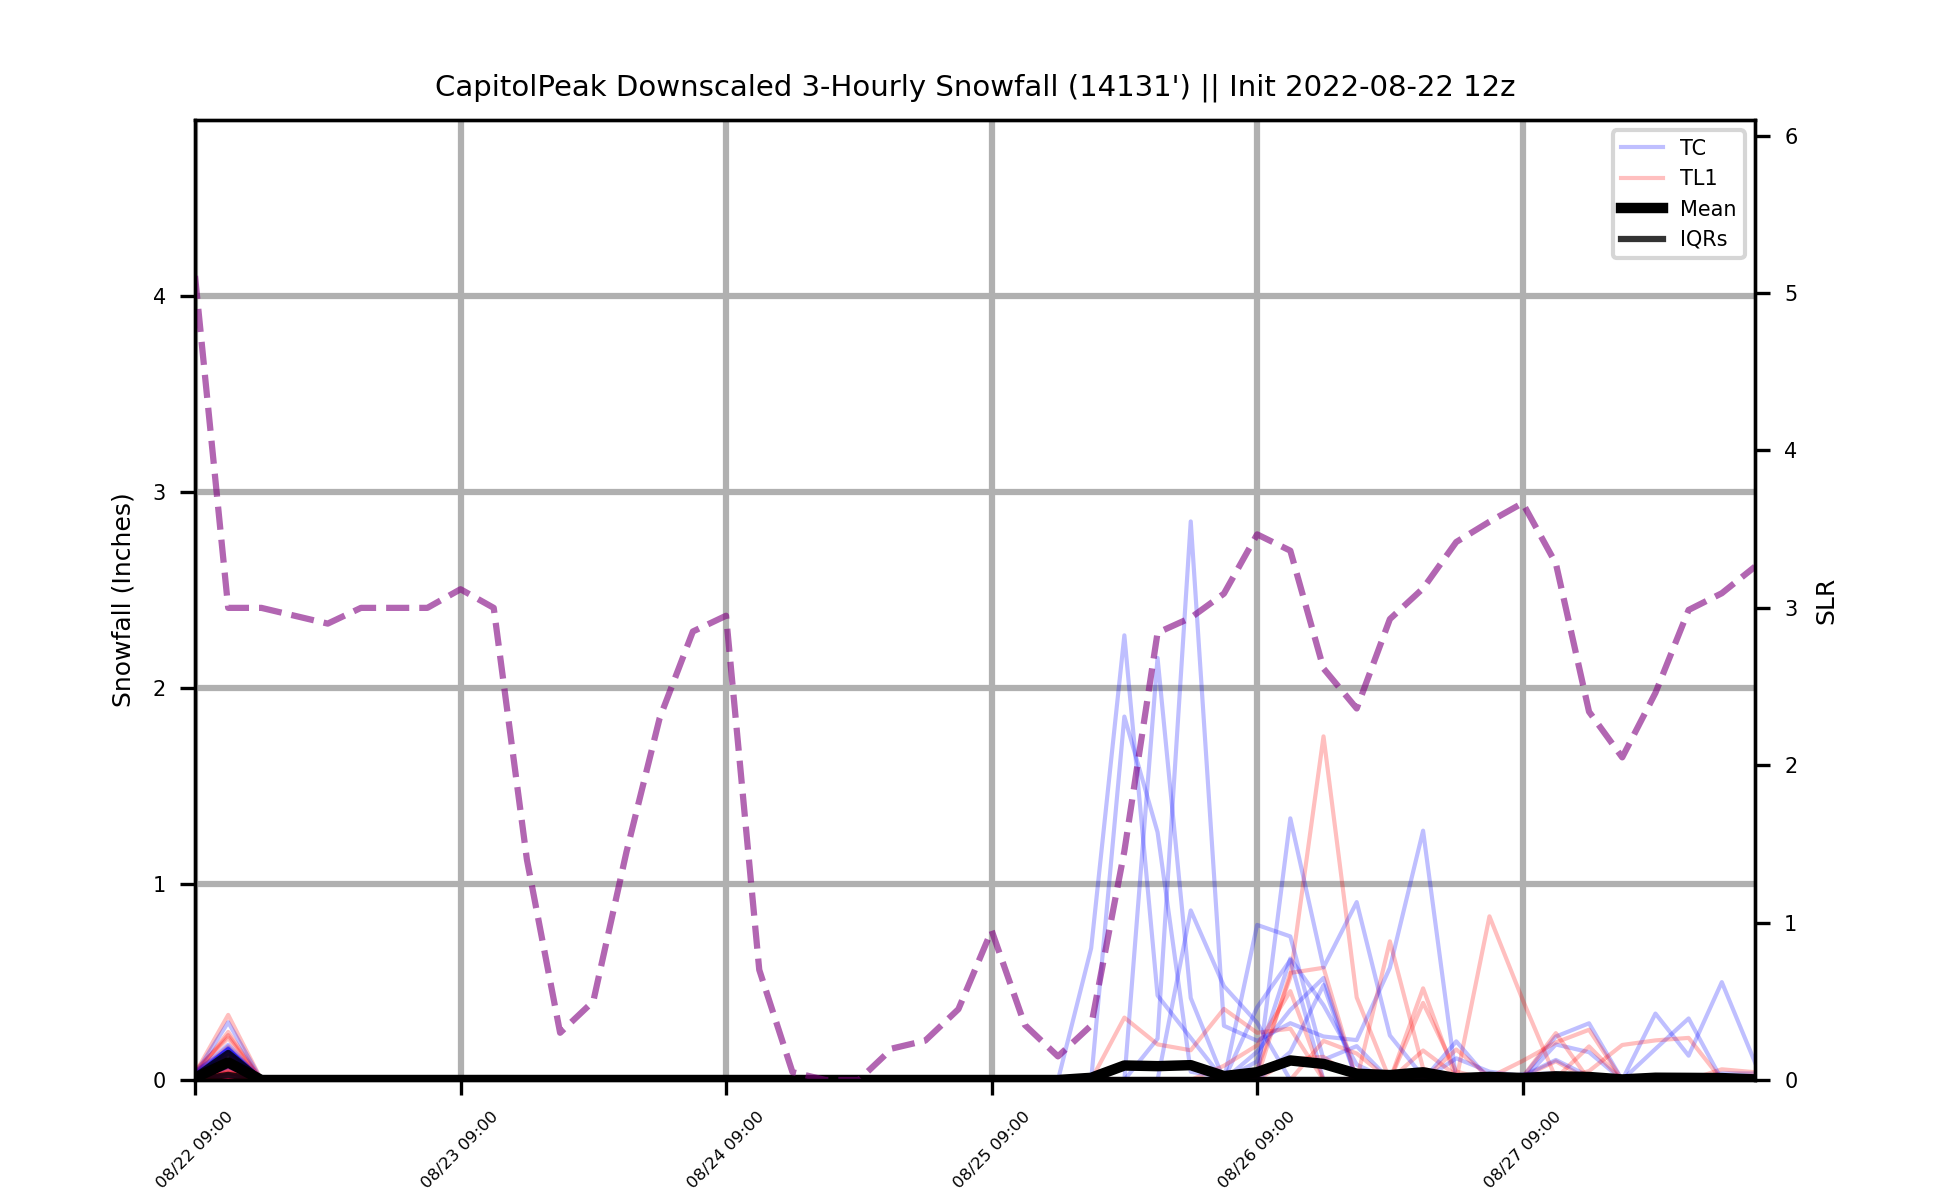 CapitolPeak Downscaled 3-Hourly Snowfall (14131') || Init 2022-08-22 12z
TC
TL1
Mean
IQRs
Snowfall (Inches)
4
3
2
1
0
6
5
4
3
2
1
0
SLR
08/22 09:00
08/23 09:00
08/24 09:00
08/25 09:00
08/26 09:00
08/27 09:00